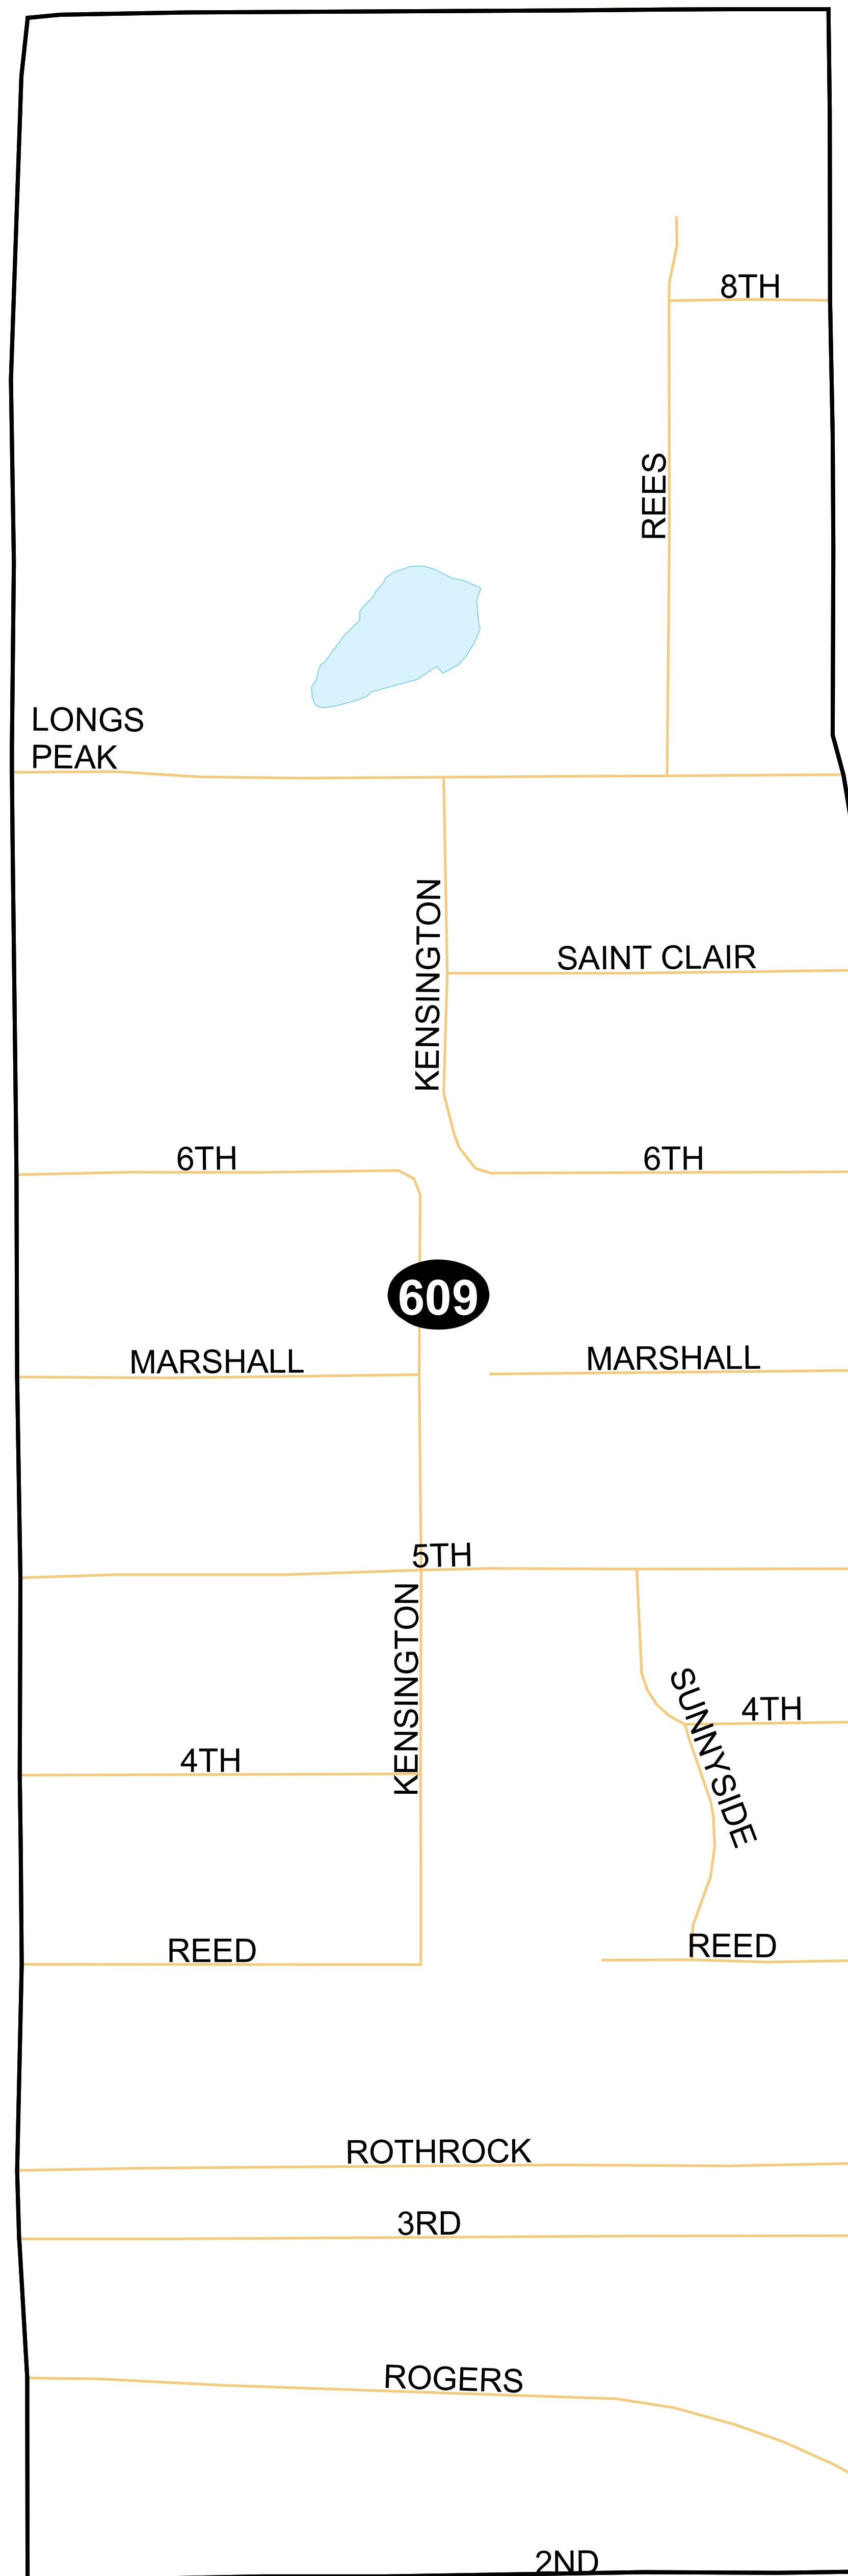 8TH
REES
LONGS
PEAK
KENSINGTON
SAINT CLAIR
6TH
6TH
609
MARSHALL
MARSHALL
5TH
KENSINGTON
SUNNYSIDE
4TH
4TH
REED
REED
ROTHROCK
3RD
ROGERS
2ND